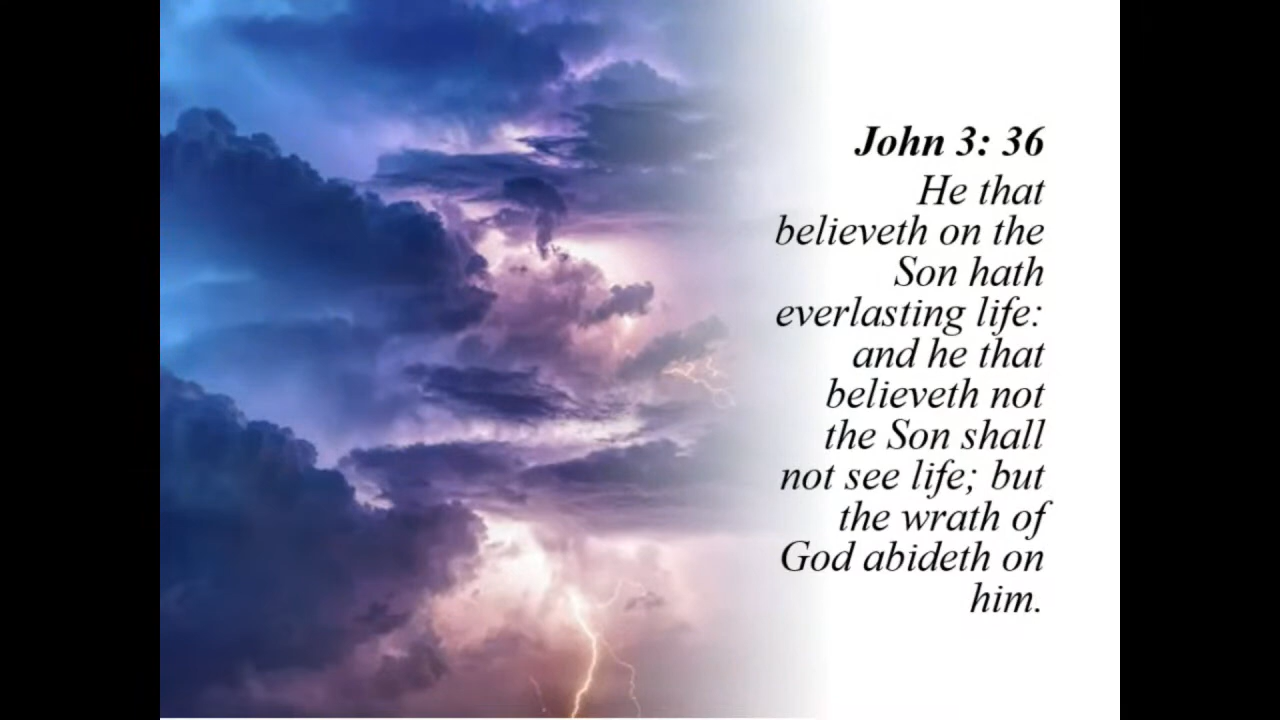 John 3: 36
He that
believeth on the
Son hath
everlasting life:
and he that
believeth not
the Son shall
not see life; but
the wrath of
God abideth on
him.